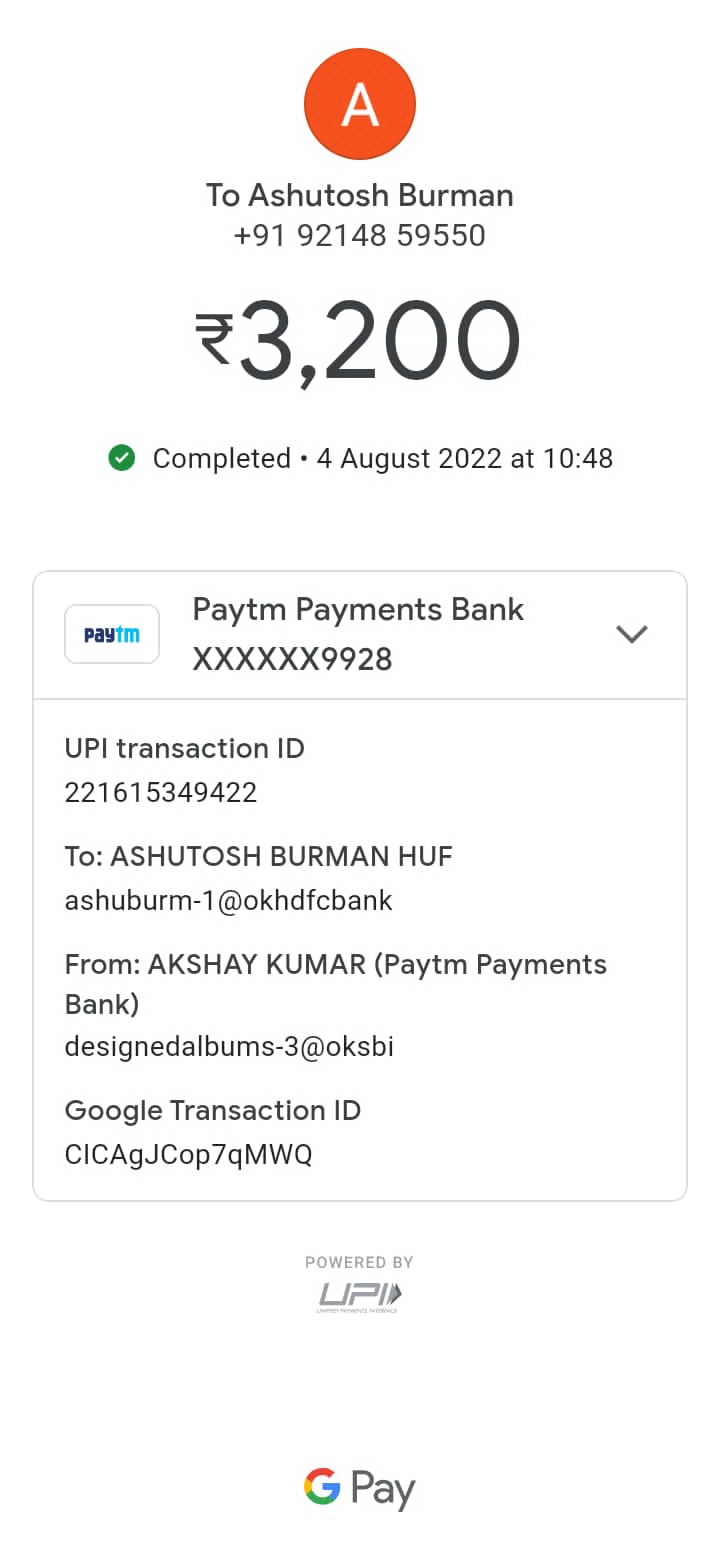 A
To Ashutosh Burman
+91 92148 59550
₹3,200
Completed • 4 August 2022 at 10:48
paytm
Paytm Payments Bank
XXXXXX9928
UPI transaction ID
221615349422
To: ASHUTOSH BURMAN HUF
ashuburm-1@okhdfcbank
From: AKSHAY KUMAR (Paytm Payments
Bank)
designedalbums-3@oksbi
Google Transaction ID
CICAgJCop7qMWQ
POWERED BY
UPI
UNIFIED PAYMENTS INTERFACE
G Pay